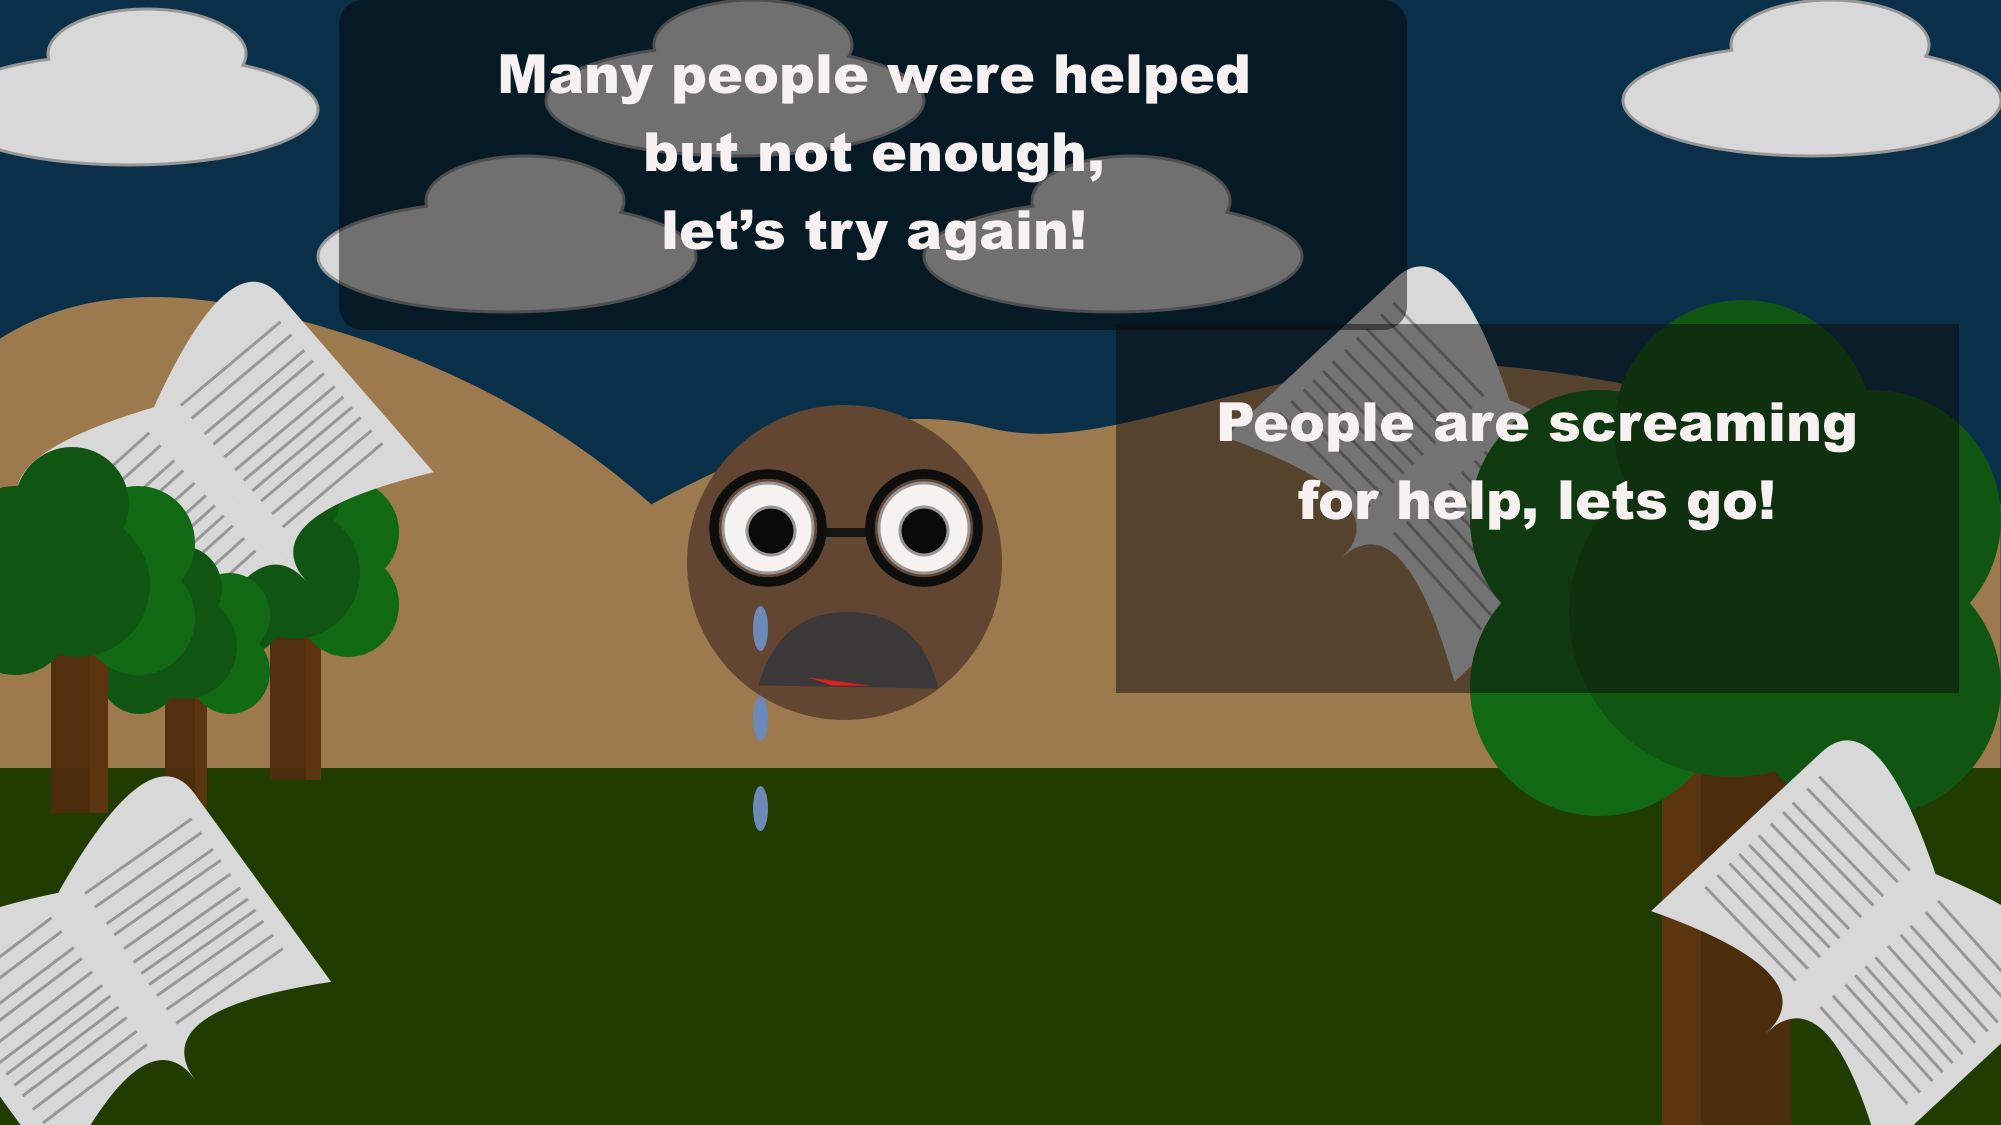 Many people were helped
but not enough,
let’s try again!
People are screaming
for help, lets go!